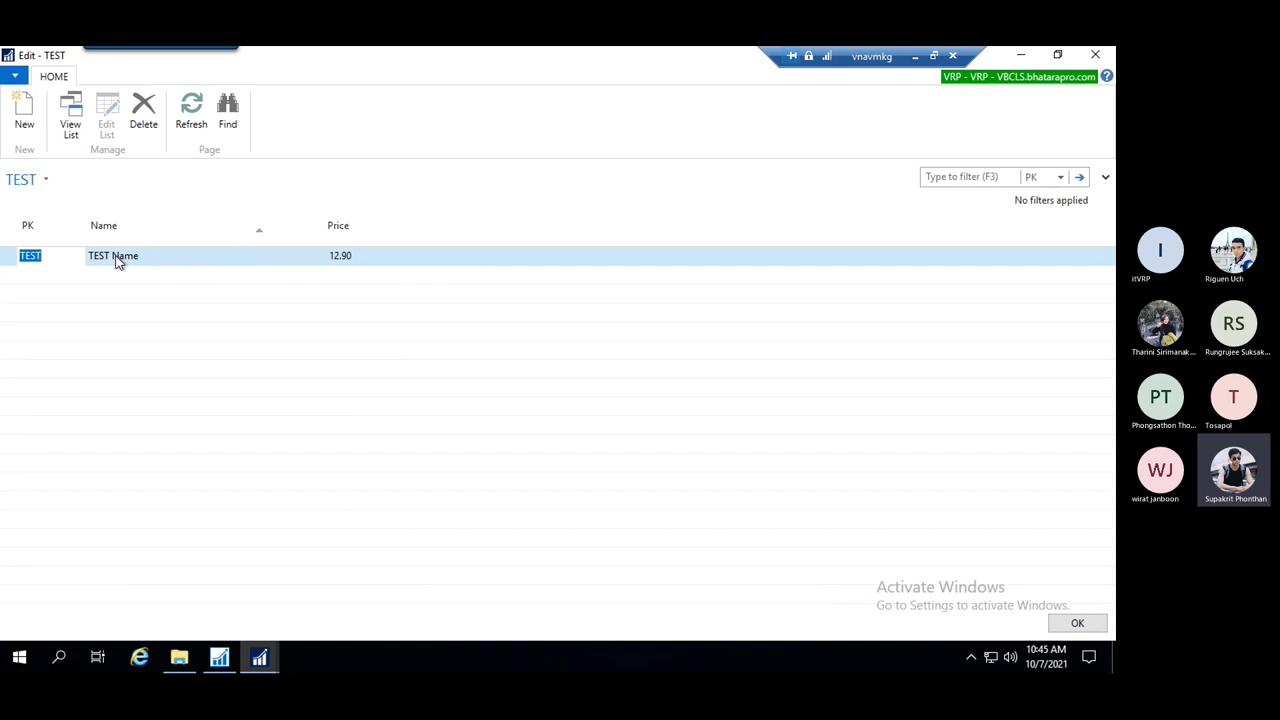 Edit - TEST
vnavmkg
HOME
VRP - VRP - VBCLS.bhatarapro.com
New
View List
Edit List
Delete
Refresh
Find
New
Manage
Page
TEST
Type to filter (F3)
PK
No filters applied
PK
Name
Price
TEST
TEST Name
12.90
I
itVRP
Riguen Uch
Tharini Sirimanak...
RS
Rungrujee Suksak...
PT
Phongsathon Tho...
T
Tosapol
WJ
wirat janboon
Supakrit Phonthan
Activate Windows
Go to Settings to activate Windows.
OK
10:45 AM
10/7/2021